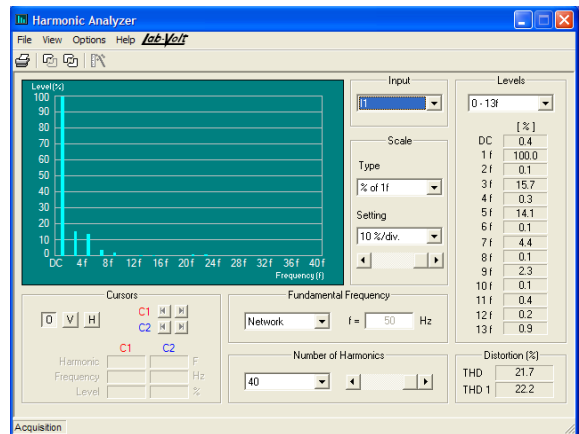 Harmonic Analyzer
File View Options Help Lab-Volt
Level(%)
100
90
80
70
60
50
40
30
20
10
0
DC 4f 8f 12f 16f 20f 24f 28f 32f 36f 40f
Frequency(f)
Input
I1
Scale
Type
% of 1f
Setting
10 %/div.
Levels
0 - 13f
[ % ]
DC 0.4
1 f 100.0
2 f 0.1
3 f 15.7
4 f 0.3
5 f 14.1
6 f 0.1
7 f 4.4
8 f 0.1
9 f 2.3
10 f 0.1
11 f 0.4
12 f 0.2
13 f 0.9
Cursors
O V H
C1
C2
C1 C2
Harmonic F
Frequency Hz
Level %
Fundamental Frequency
Network f = 50 Hz
Number of Harmonics
40
Distortion (%)
THD 21.7
THD 1 22.2
Acquisition